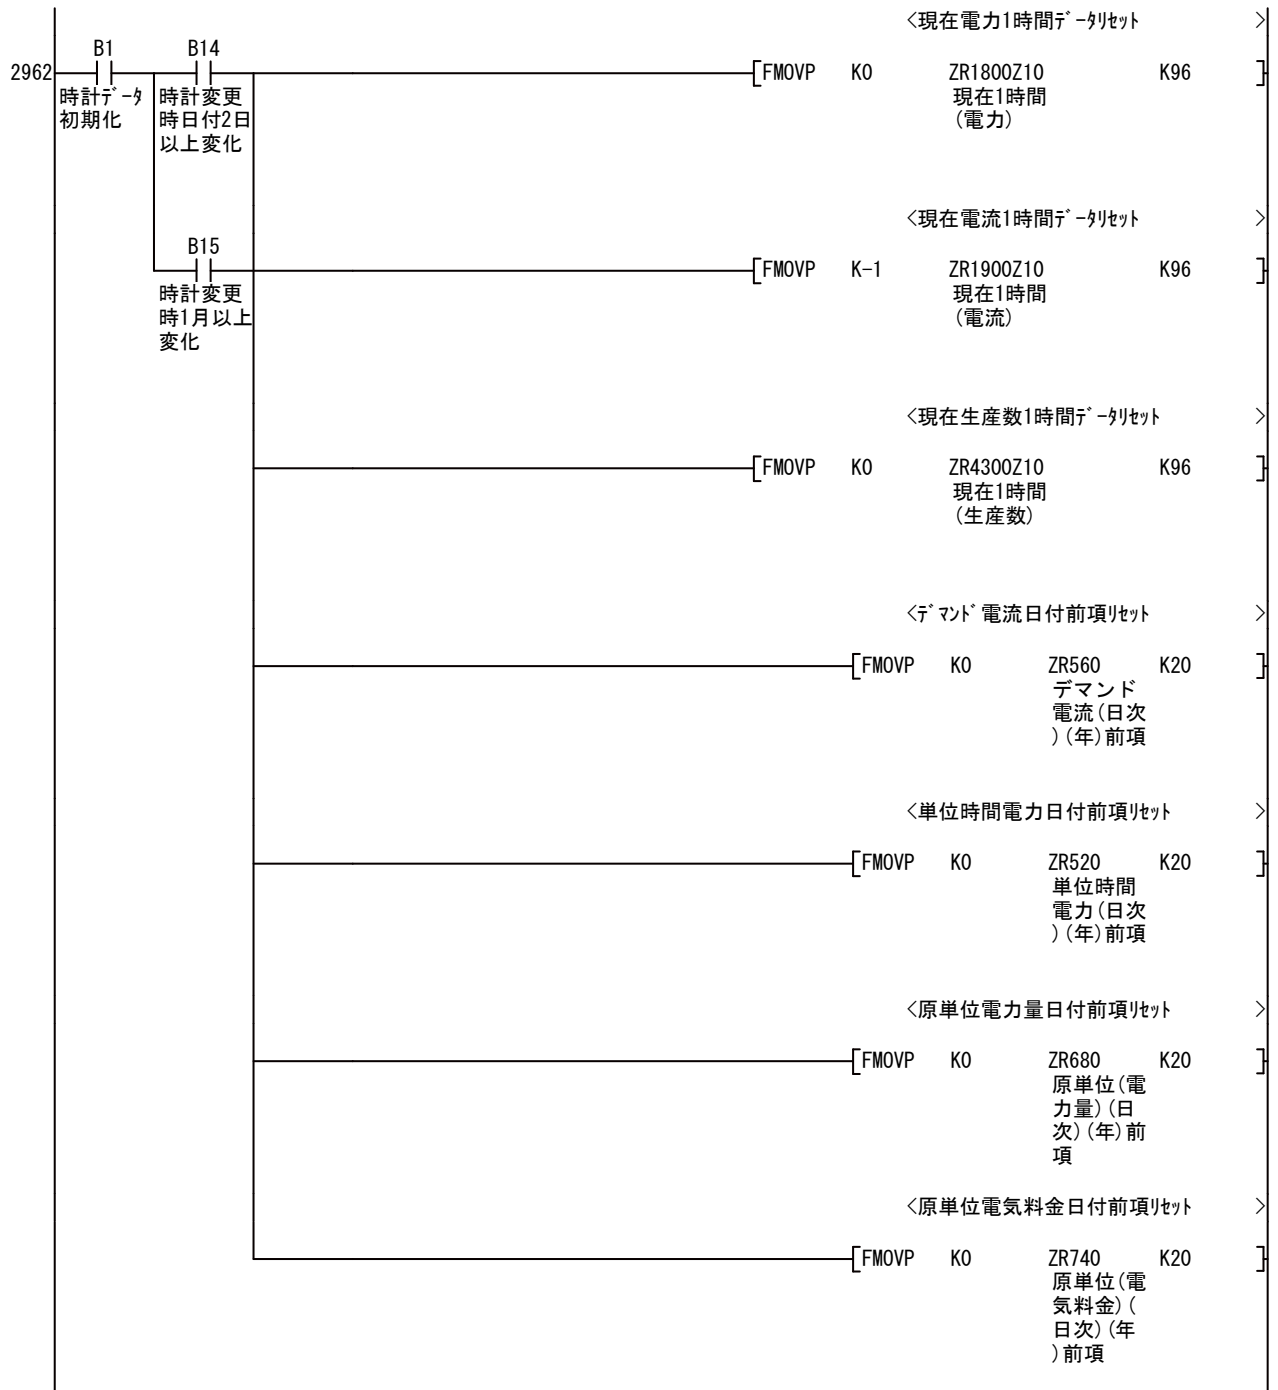 <現在電力1時間ﾃﾞｰﾀﾘｾｯﾄ >
B1 B14
2962 [FMOVP K0 ZR1800Z10 K96 ]
時計ﾃﾞｰﾀ 時計変更 現在1時間
初期化 時日付2日 (電力)
以上変化
<現在電流1時間ﾃﾞｰﾀﾘｾｯﾄ >
B15
[FMOVP K-1 ZR1900Z10 K96 ]
時計変更 現在1時間
時1月以上 (電流)
変化
<現在生産数1時間ﾃﾞｰﾀﾘｾｯﾄ >
[FMOVP K0 ZR4300Z10 K96 ]
現在1時間
(生産数)
<ﾃﾞﾏﾝﾄﾞ電流日付前項ﾘｾｯﾄ >
[FMOVP K0 ZR560 K20 ]
デマンド
電流(日次
)(年)前項
<単位時間電力日付前項ﾘｾｯﾄ >
[FMOVP K0 ZR520 K20 ]
単位時間
電力(日次
)(年)前項
<原単位電力量日付前項ﾘｾｯﾄ >
[FMOVP K0 ZR680 K20 ]
原単位(電
力量)(日
次)(年)前
項
<原単位電気料金日付前項ﾘｾｯﾄ >
[FMOVP K0 ZR740 K20 ]
原単位(電
気料金)(
日次)(年
)前項